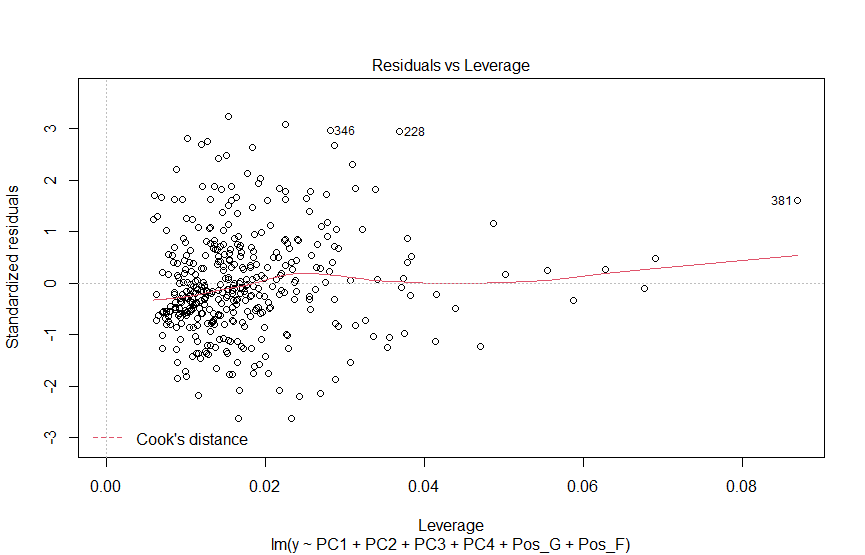 Residuals vs Leverage
Standardized residuals
3
2
1
0
-1
-2
-3
346
228
381
Cook's distance
0.00 0.02 0.04 0.06 0.08
Leverage
lm(y ~ PC1 + PC2 + PC3 + PC4 + Pos_G + Pos_F)